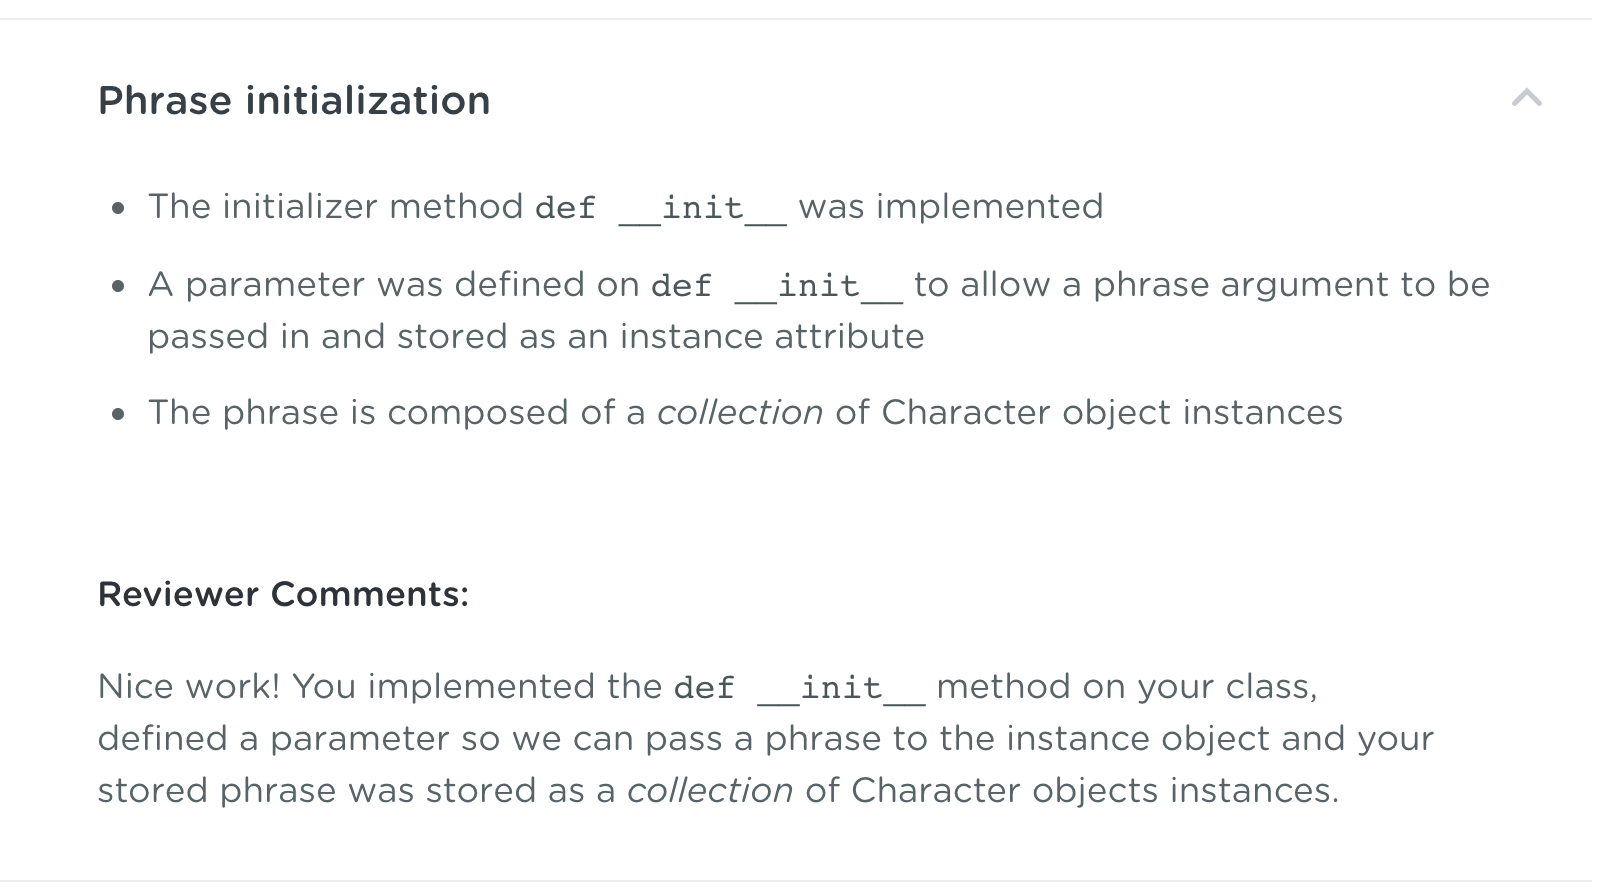 Phrase initialization
The initializer method def __init__ was implemented
A parameter was defined on def __init__ to allow a phrase argument to be
passed in and stored as an instance attribute
The phrase is composed of a collection of Character object instances
Reviewer Comments:
Nice work! You implemented the def __init__ method on your class,
defined a parameter so we can pass a phrase to the instance object and your
stored phrase was stored as a collection of Character objects instances.